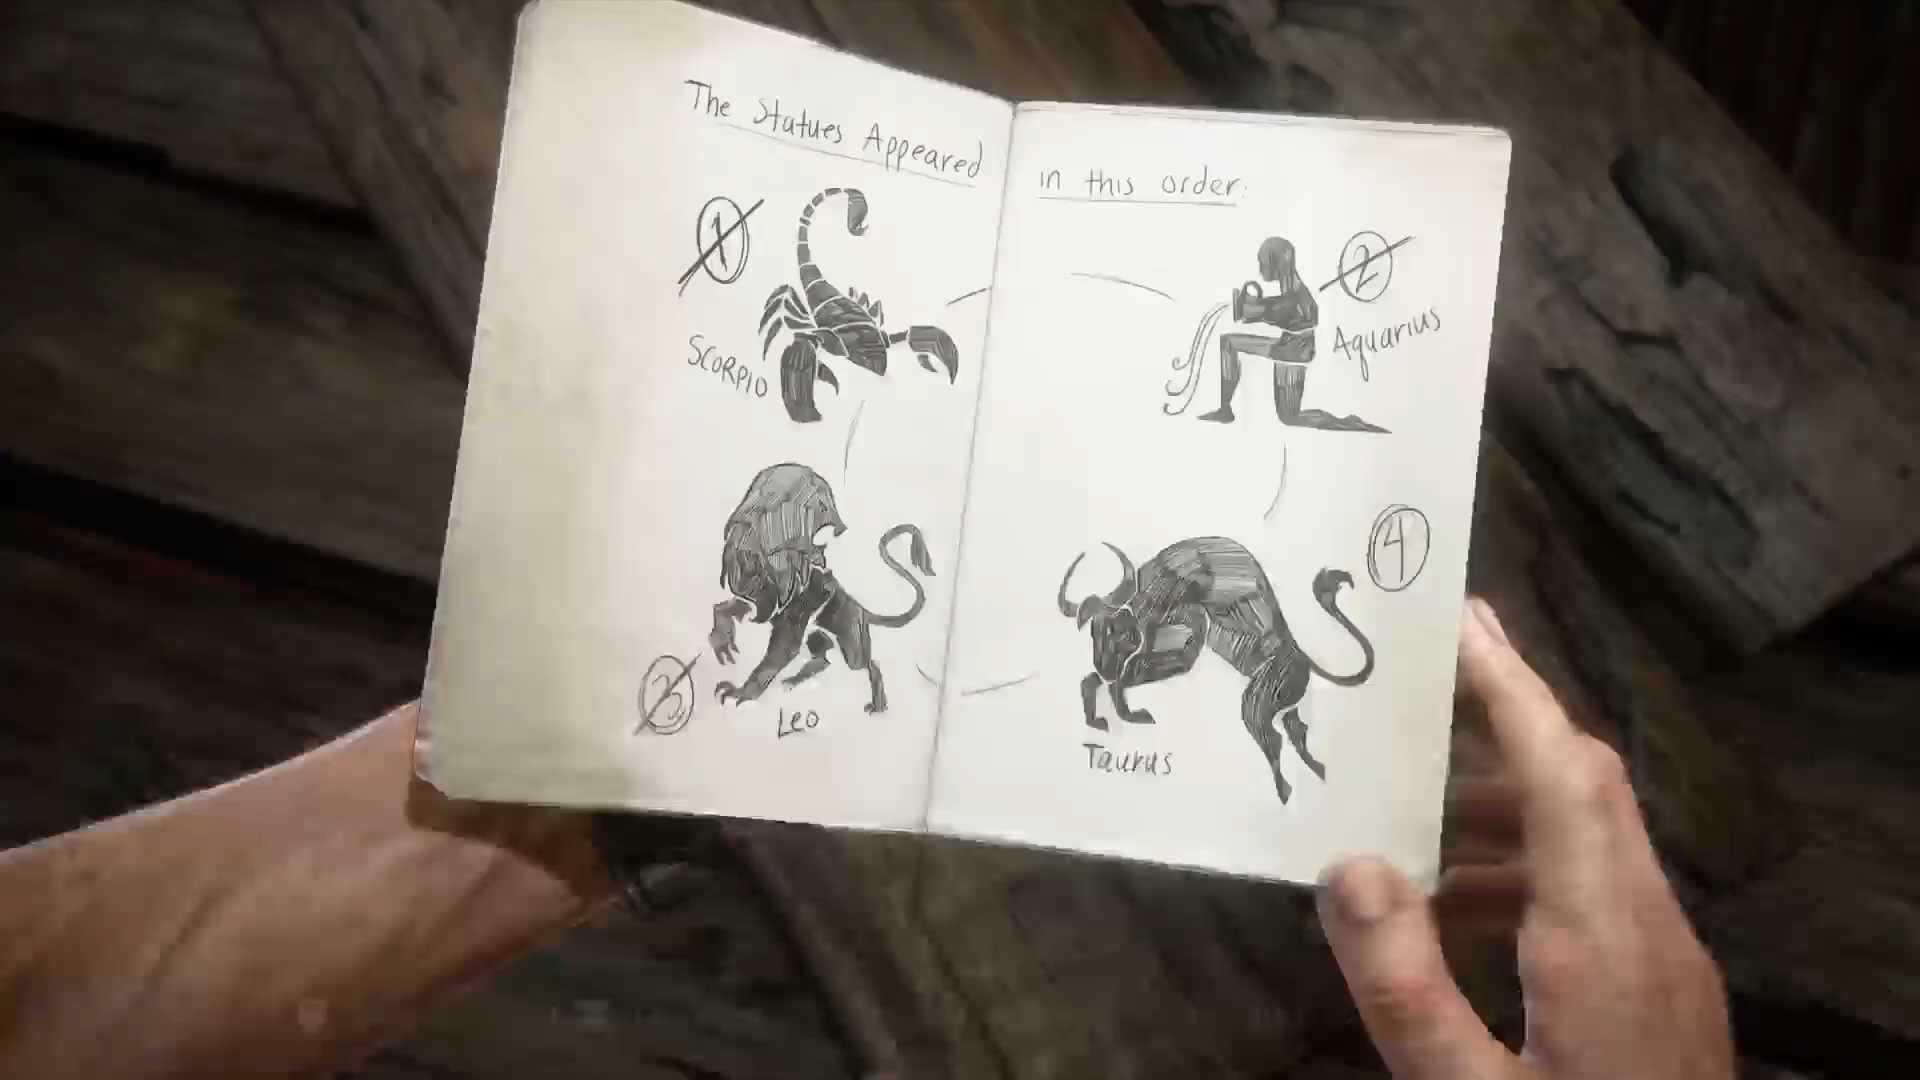 The Statues Appeared
in this order:
1
SCORPIO
2
Aquarius
3
Leo
4
Taurus